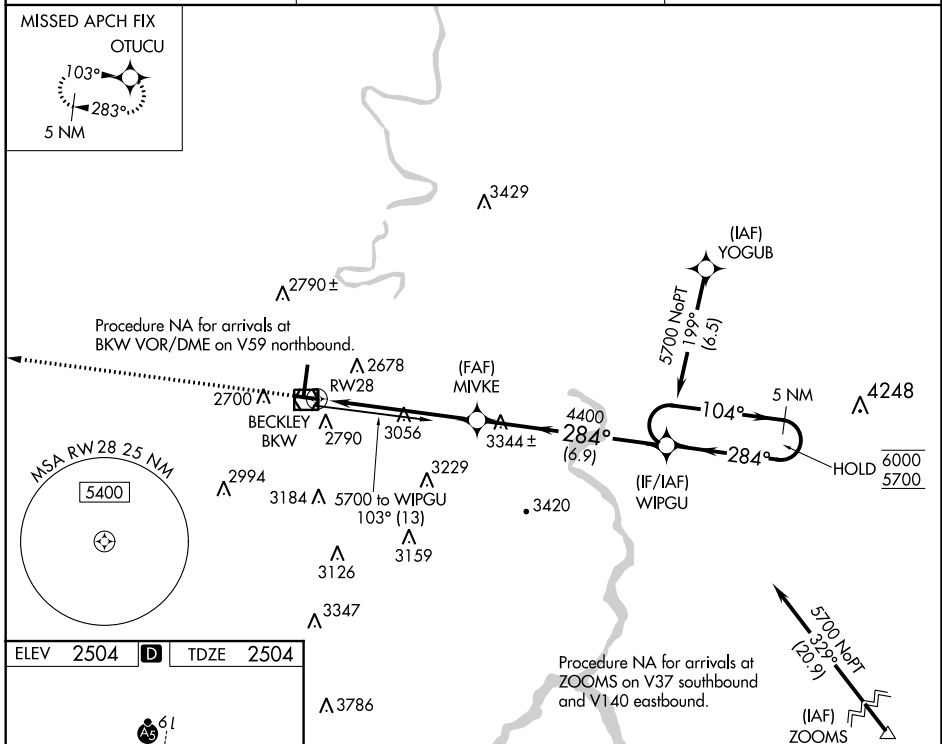 MISSED APCH FIX
OTUCU
103°
283°
5 NM
3429
(IAF)
YOGUB
2790±
5700 NoPT
199°
(6.5)
Procedure NA for arrivals at
BKW VOR/DME on V59 northbound.
2678
(FAF)
MIVKE
RW28
2700
5 NM
4248
104°
4400
284°
(6.9)
BECKLEY
BKW
2790
3056
3344±
284°
HOLD
6000
5700
MSA RW28 25 NM
5400
2994
3229
(IF/IAF)
WIPGU
3184
5700 to WIPGU
103° (13)
3420
3159
3126
3347
5700 NoPT
329°
(20.9)
ELEV 2504 D TDZE 2504
Procedure NA for arrivals at
ZOOMS on V37 southbound
and V140 eastbound.
3786
(IAF)
ZOOMS
A5